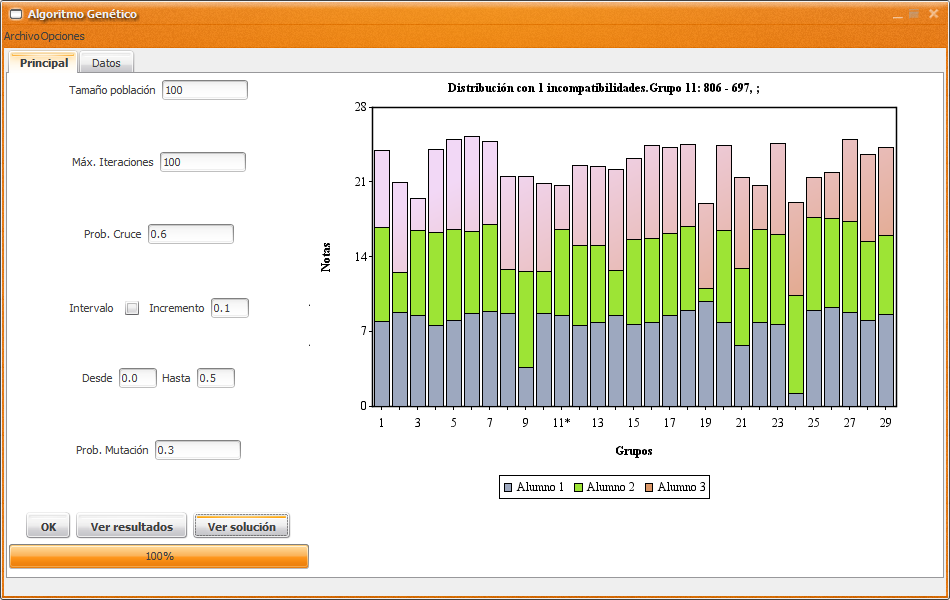 Algoritmo Genético
Archivo Opciones
Principal Datos
Tamaño población 100
Máx. Iteraciones 100
Prob. Cruce 0.6
Intervalo Incremento 0.1
Desde 0.0 Hasta 0.5
Prob. Mutación 0.3
OK Ver resultados Ver solución
100%
Distribución con 1 incompatibilidades.Grupo 11: 806 - 697, ;
28
21
14
7
0
Notas
1 3 5 7 9 11* 13 15 17 19 21 23 25 27 29
Grupos
Alumno 1 Alumno 2 Alumno 3